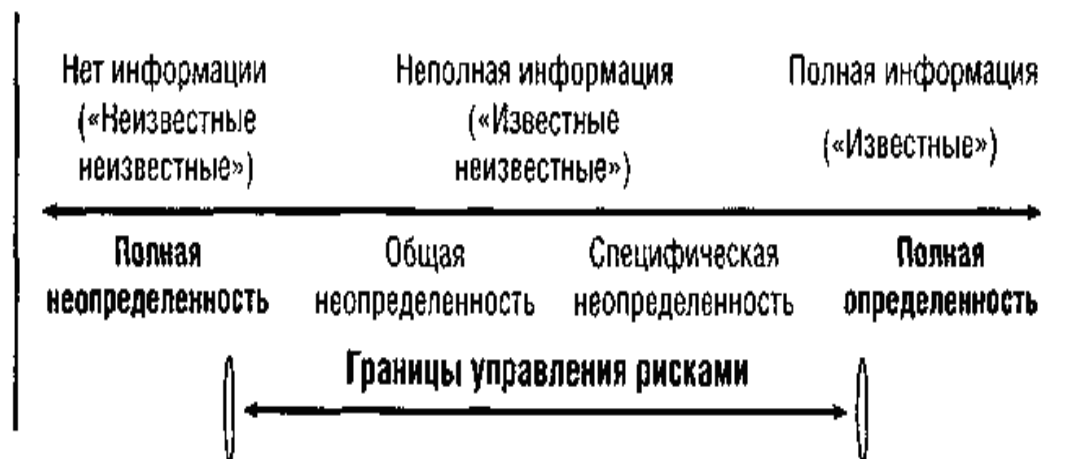 Нет информации
(«Неизвестные
неизвестные»)
Неполная информация
(«Известные
неизвестные»)
Полная информация
(«Известные»)
Полная
неопределенность
Общая
неопределенность
Специфическая
неопределенность
Полная
определенность
Границы управления рисками